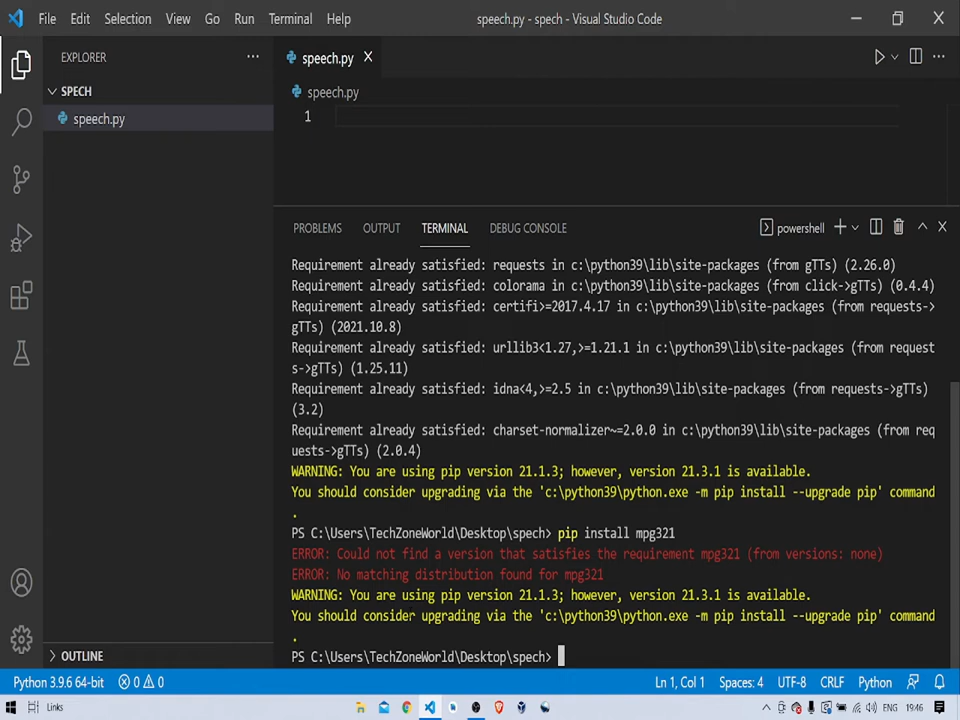 File Edit Selection View Go Run Terminal Help speech.py - spech - Visual Studio Code
EXPLORER
speech.py
SPECH
speech.py
speech.py
1
PROBLEMS OUTPUT TERMINAL DEBUG CONSOLE powershell
Requirement already satisfied: requests in c:\python39\lib\site-packages (from gTTs) (2.26.0)
Requirement already satisfied: colorama in c:\python39\lib\site-packages (from click->gTTs) (0.4.4)
Requirement already satisfied: certifi>=2017.4.17 in c:\python39\lib\site-packages (from requests->
gTTs) (2021.10.8)
Requirement already satisfied: urllib3<1.27,>=1.21.1 in c:\python39\lib\site-packages (from request
s->gTTs) (1.25.11)
Requirement already satisfied: idna<4,>=2.5 in c:\python39\lib\site-packages (from requests->gTTs)
(3.2)
Requirement already satisfied: charset-normalizer~=2.0.0 in c:\python39\lib\site-packages (from req
uests->gTTs) (2.0.4)
WARNING: You are using pip version 21.1.3; however, version 21.3.1 is available.
You should consider upgrading via the 'c:\python39\python.exe -m pip install --upgrade pip' command
.
PS C:\Users\TechZoneWorld\Desktop\spech> pip install mpg321
ERROR: Could not find a version that satisfies the requirement mpg321 (from versions: none)
ERROR: No matching distribution found for mpg321
WARNING: You are using pip version 21.1.3; however, version 21.3.1 is available.
You should consider upgrading via the 'c:\python39\python.exe -m pip install --upgrade pip' command
.
PS C:\Users\TechZoneWorld\Desktop\spech>
OUTLINE
Python 3.9.6 64-bit 0 0 Ln 1, Col 1 Spaces: 4 UTF-8 CRLF Python
Links ENG 19:46